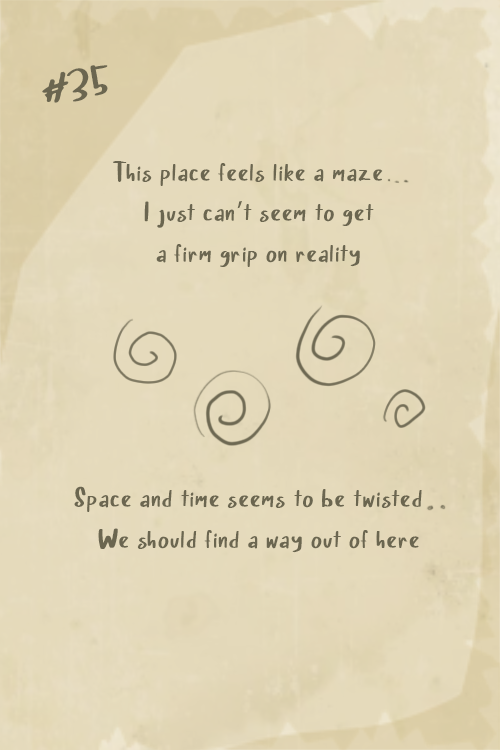 #35
This place feels like a maze...
I just can't seem to get
a firm grip on reality
Space and time seems to be twisted..
We should find a way out of here